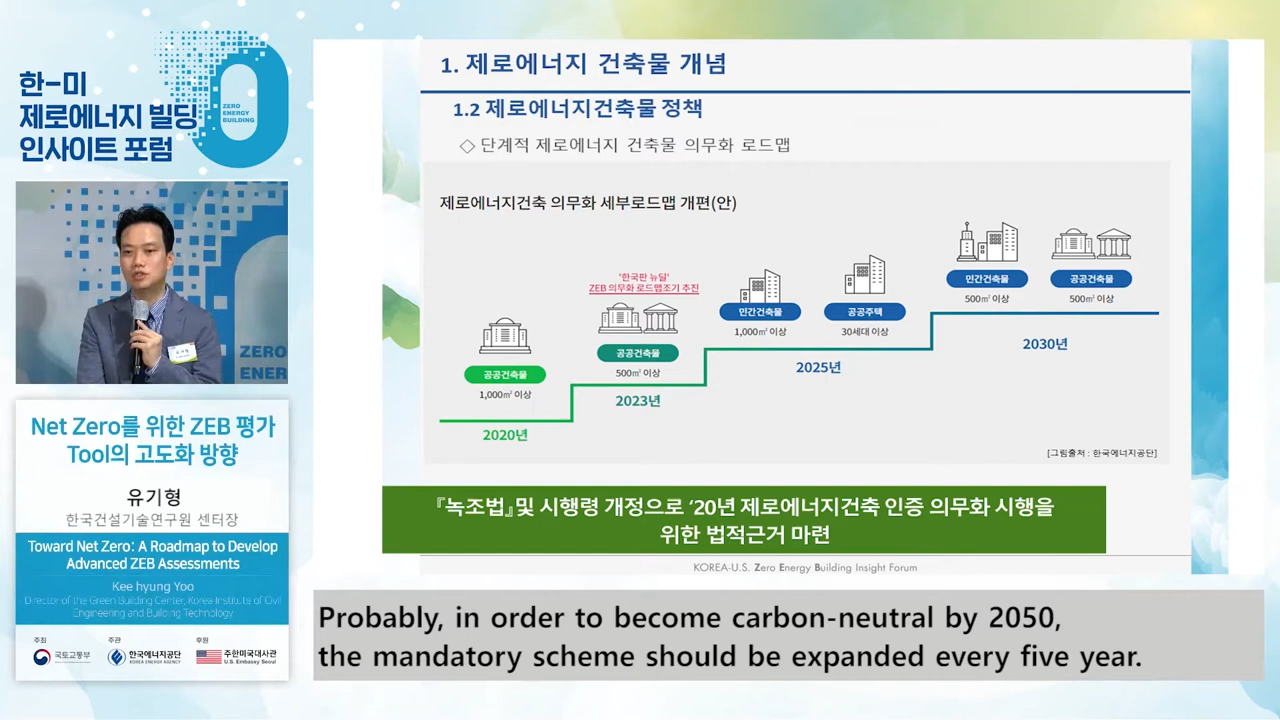 한-미
제로에너지 빌딩
인사이트 포럼
ZERO
ENERGY
BUILDING
ZERO
ENER
Net Zero를 위한 ZEB 평가
Tool의 고도화 방향
유기형
한국건설기술연구원 센터장
Toward Net Zero: A Roadmap to Develop
Advanced ZEB Assessments
Kee hyung Yoo
Director of the Green Building Center, Korea Institute of Civil
Engineering and Building Technology
주최
국토교통부
주관
한국에너지공단
KOREA ENERGY AGENCY
후원
주한미국대사관
U.S. Embassy Seoul
1. 제로에너지 건축물 개념
1.2 제로에너지건축물 정책
◇ 단계적 제로에너지 건축물 의무화 로드맵
제로에너지건축 의무화 세부로드맵 개편(안)
공공건축물
1,000㎡ 이상
2020년
'한국판 뉴딜'
ZEB 의무화 로드맵조기 추진
공공건축물
500㎡ 이상
2023년
민간건축물
1,000㎡ 이상
공공주택
30세대 이상
2025년
민간건축물
500㎡ 이상
공공건축물
500㎡ 이상
2030년
[그림출처 : 한국에너지공단]
『녹조법』및 시행령 개정으로 ‘20년 제로에너지건축 인증 의무화 시행을
위한 법적근거 마련
KOREA-U.S. Zero Energy Building Insight Forum
Probably, in order to become carbon-neutral by 2050,
the mandatory scheme should be expanded every five year.